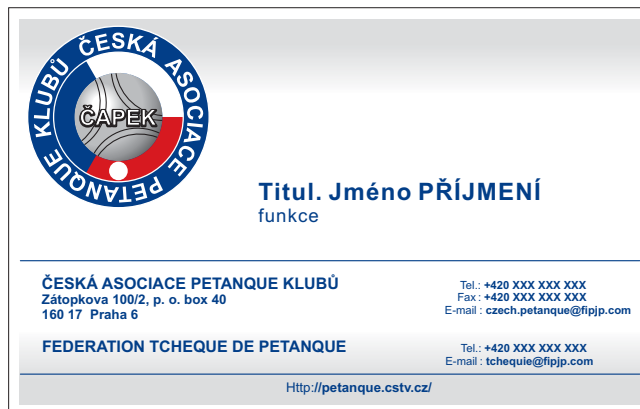 ČESKÁ ASOCIACE PETANQUE KLUBŮ
ČAPEK
Titul. Jméno PŘÍJMENÍ
funkce
ČESKÁ ASOCIACE PETANQUE KLUBŮ
Zátopkova 100/2, p. o. box 40
160 17 Praha 6
Tel.: +420 XXX XXX XXX
Fax : +420 XXX XXX XXX
E-mail : czech.petanque@fipjp.com
FEDERATION TCHEQUE DE PETANQUE
Tel.: +420 XXX XXX XXX
E-mail : tchequie@fipjp.com
Http://petanque.cstv.cz/